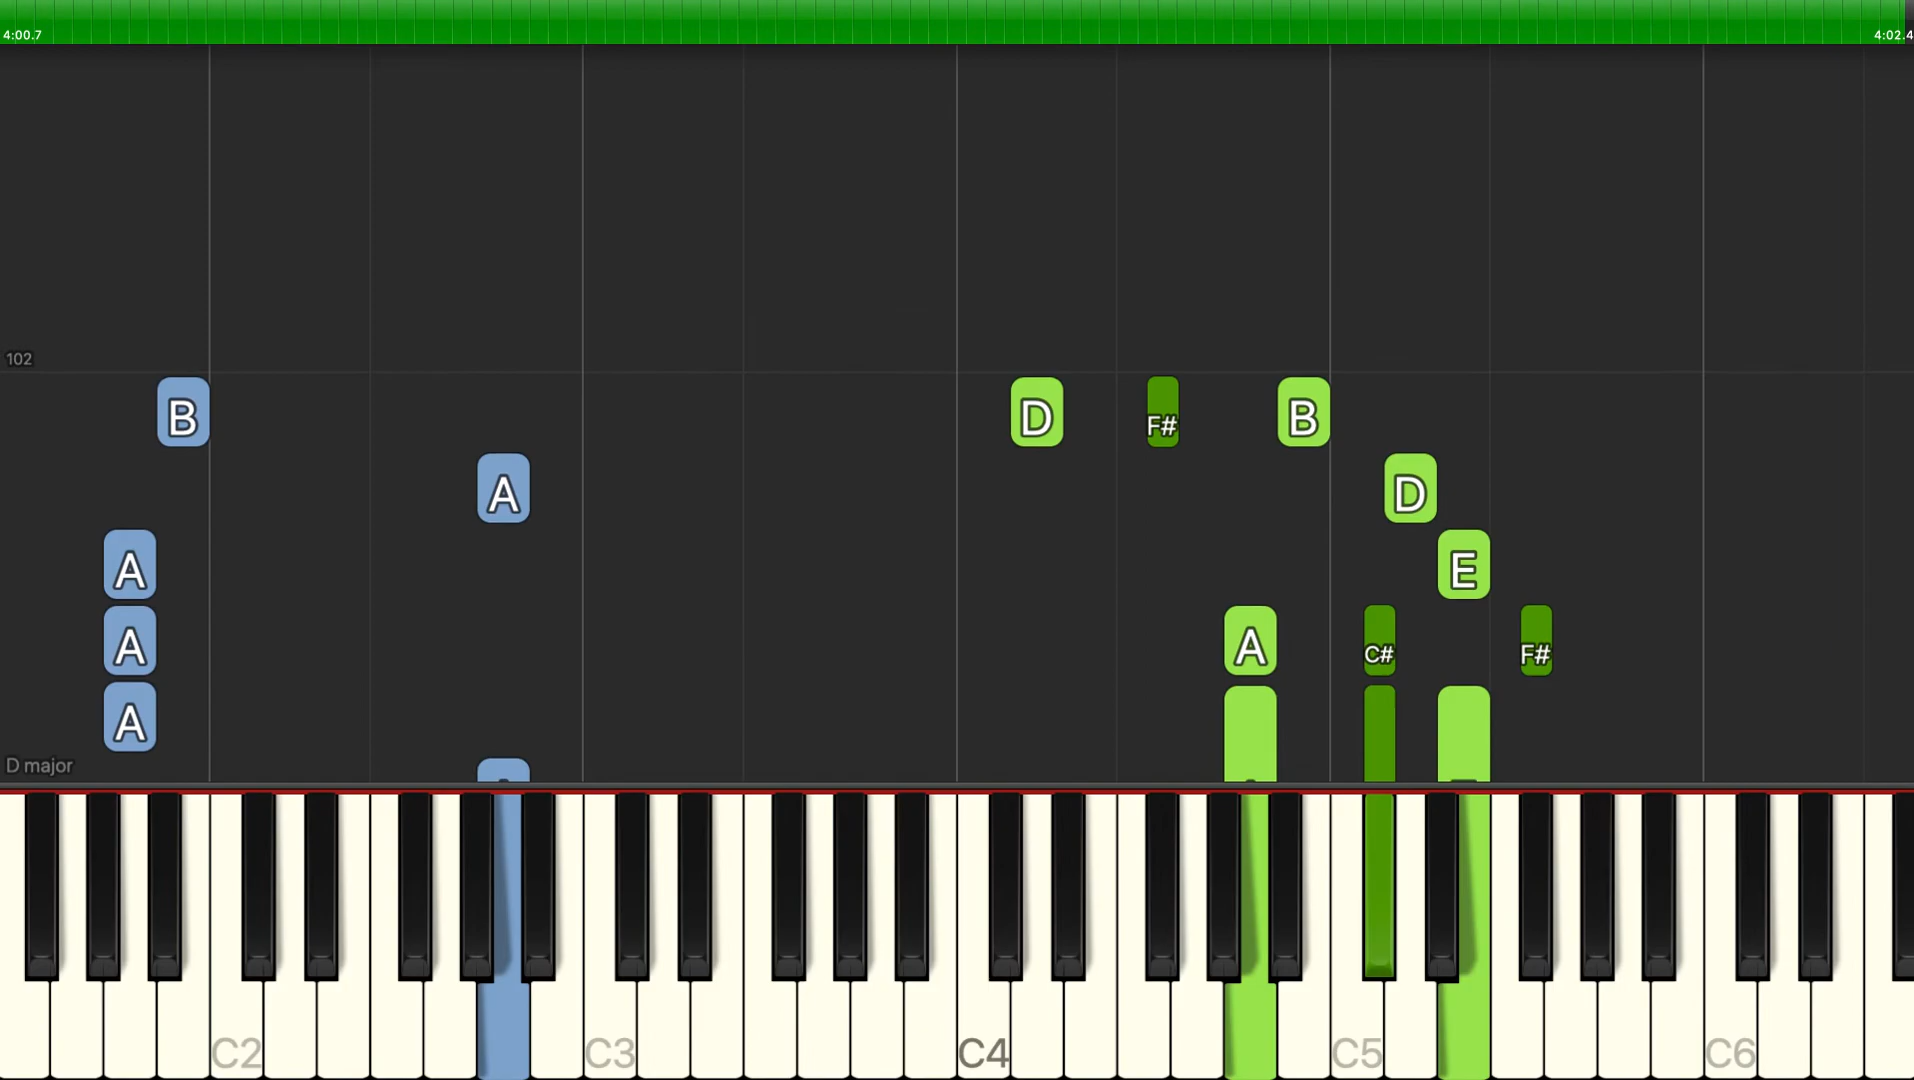 4:00.7 4:02.4
102
B D F# B
A D
A E
A A C# F#
A
D major
C2 C3 C4 C5 C6